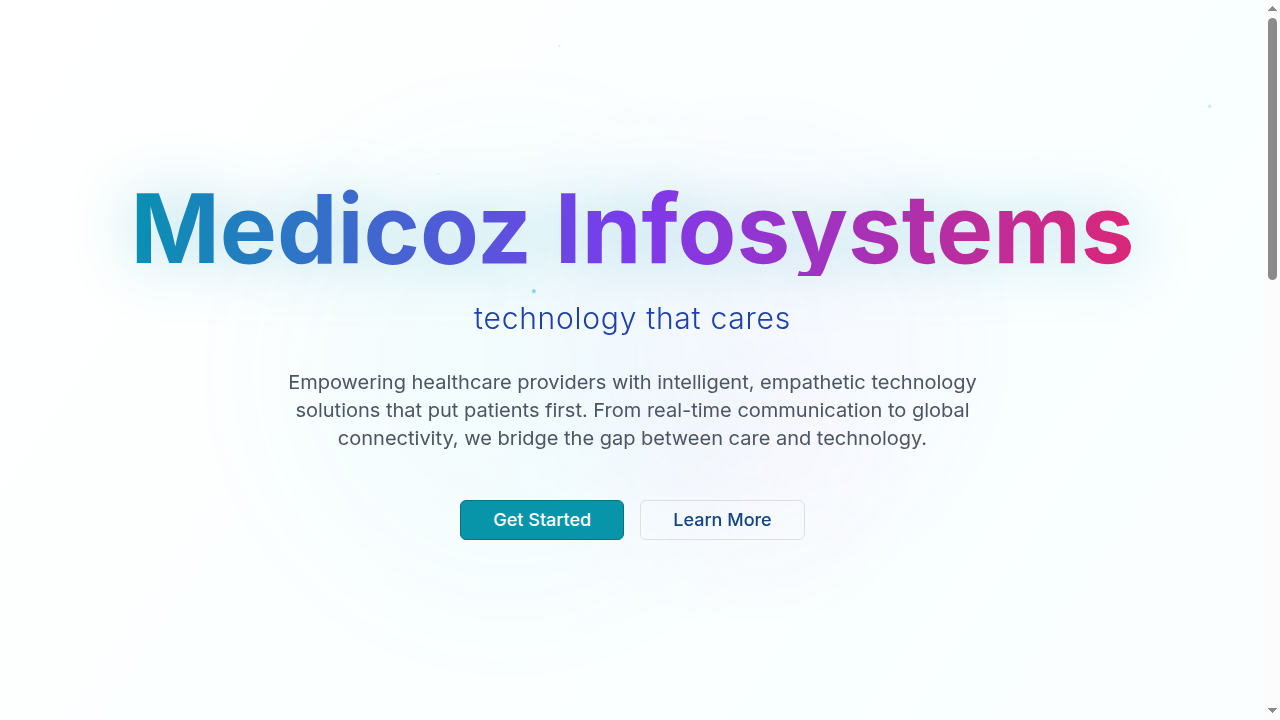 Medicoz Infosystems
technology that cares
Empowering healthcare providers with intelligent, empathetic technology
solutions that put patients first. From real-time communication to global
connectivity, we bridge the gap between care and technology.
Get Started
Learn More